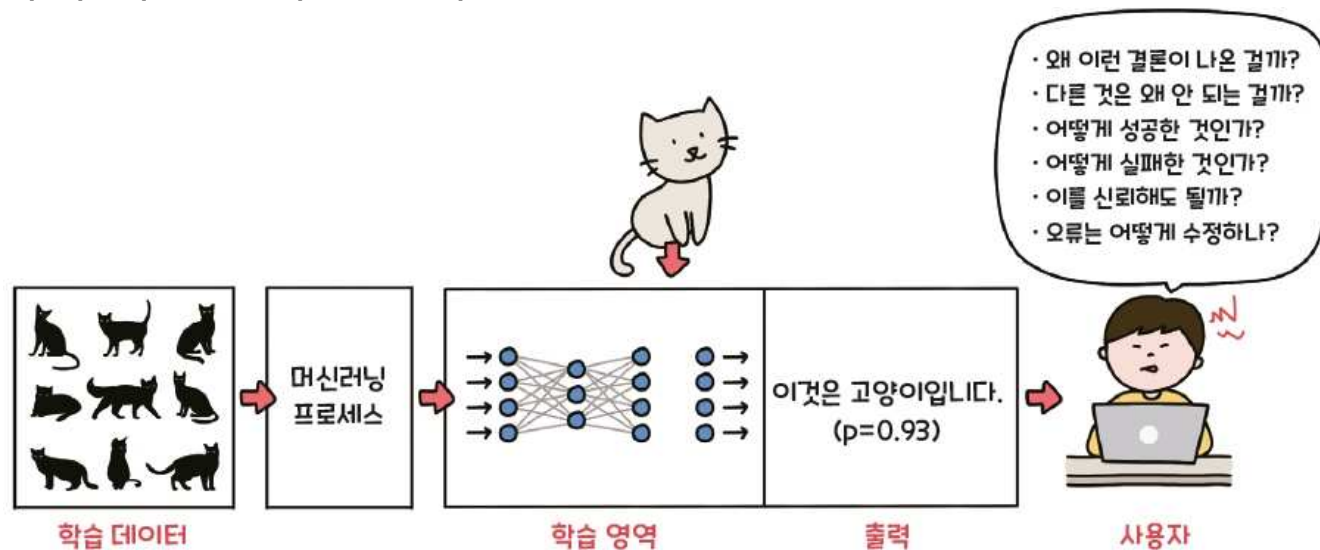 · 왜 이런 결론이 나온 걸까?
· 다른 것은 왜 안 되는 걸까?
· 어떻게 성공한 것인가?
· 어떻게 실패한 것인가?
· 이를 신뢰해도 될까?
· 오류는 어떻게 수정하나?
머신러닝
프로세스
이것은 고양이입니다.
(p=0.93)
학습 데이터
학습 영역
출력
사용자